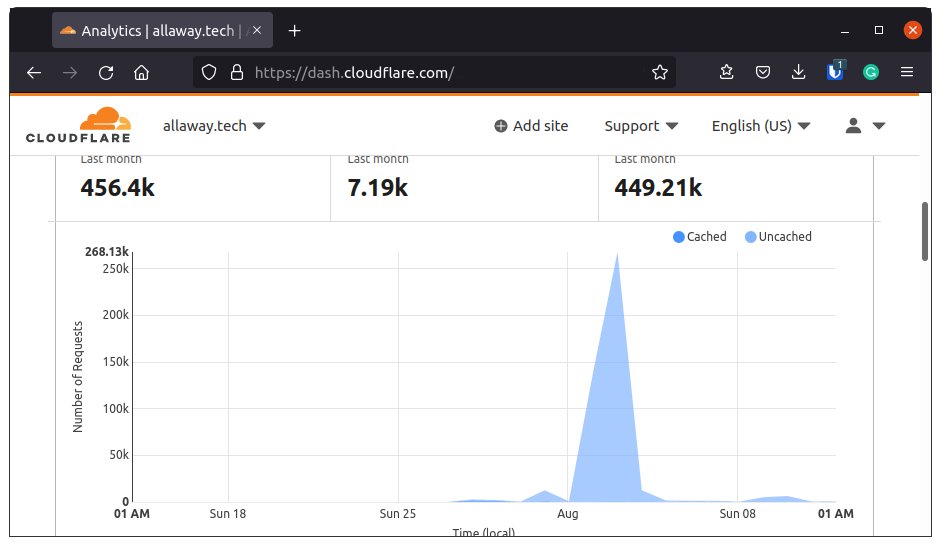 Analytics | allaway.tech |
https://dash.cloudflare.com/
1
G
CLOUDFLARE
allaway.tech
Add site
Support
English (US)
Last month Last month Last month
456.4k 7.19k 449.21k
Cached Uncached
268.13k
250k
200k
150k
100k
50k
0
Number of Requests
01 AM Sun 18 Sun 25 Aug Sun 08 01 AM
Time (local)